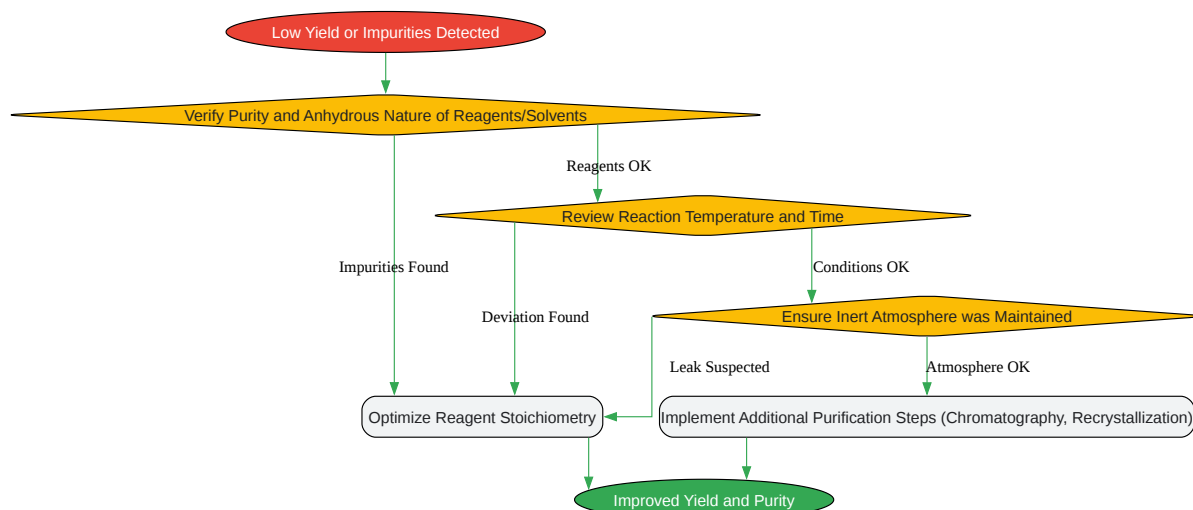 Low Yield or Impurities Detected
Verify Purity and Anhydrous Nature of Reagents/Solvents
Reagents OK
Review Reaction Temperature and Time
Impurities Found
Conditions OK
Deviation Found
Ensure Inert Atmosphere was Maintained
Leak Suspected
Atmosphere OK
Optimize Reagent Stoichiometry
Implement Additional Purification Steps (Chromatography, Recrystallization)
Improved Yield and Purity